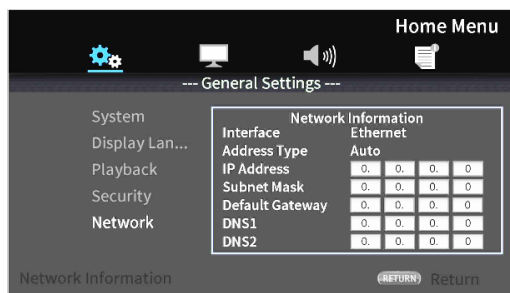 Home Menu
--- General Settings ---
System
Display Lan...
Playback
Security
Network
Network Information
Interface Ethernet
Address Type Auto
IP Address 0. 0. 0. 0
Subnet Mask 0. 0. 0. 0
Default Gateway 0. 0. 0. 0
DNS1 0. 0. 0. 0
DNS2 0. 0. 0. 0
Network Information RETURN Return